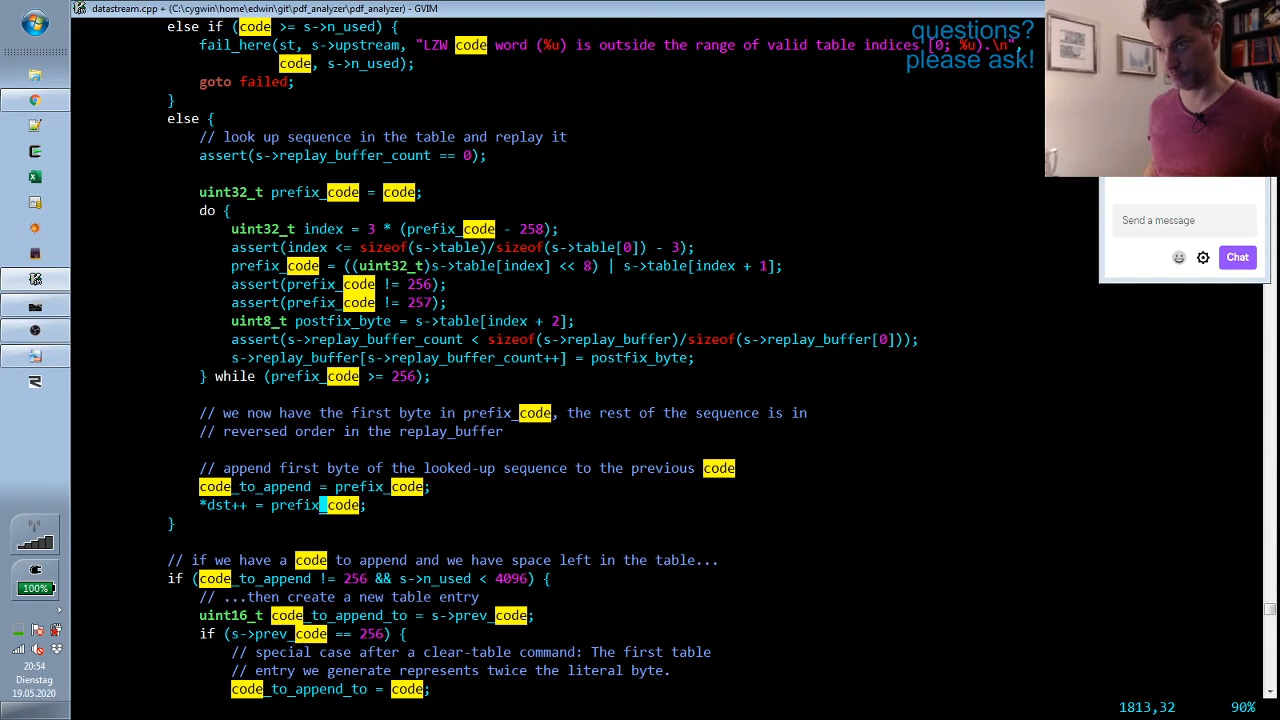 datastream.cpp + (C:\cygwin\home\edwin\git\pdf_analyzer\pdf_analyzer) - GVIM
else if (code >= s->n_used) {
fail_here(st, s->upstream, "LZW code word (%u) is outside the range of valid table indices [0; %u).\n",
code, s->n_used);
goto failed;
}
else {
// look up sequence in the table and replay it
assert(s->replay_buffer_count == 0);
uint32_t prefix_code = code;
do {
uint32_t index = 3 * (prefix_code - 258);
assert(index <= sizeof(s->table)/sizeof(s->table[0]) - 3);
prefix_code = ((uint32_t)s->table[index] << 8) | s->table[index + 1];
assert(prefix_code != 256);
assert(prefix_code != 257);
uint8_t postfix_byte = s->table[index + 2];
assert(s->replay_buffer_count < sizeof(s->replay_buffer)/sizeof(s->replay_buffer[0]));
s->replay_buffer[s->replay_buffer_count++] = postfix_byte;
} while (prefix_code >= 256);
// we now have the first byte in prefix_code, the rest of the sequence is in
// reversed order in the replay_buffer
// append first byte of the looked-up sequence to the previous code
code_to_append = prefix_code;
*dst++ = prefix_code;
}
// if we have a code to append and we have space left in the table...
if (code_to_append != 256 && s->n_used < 4096) {
// ...then create a new table entry
uint16_t code_to_append_to = s->prev_code;
if (s->prev_code == 256) {
// special case after a clear-table command: The first table
// entry we generate represents twice the literal byte.
code_to_append_to = code;
1813,32 90%
questions?
please ask!
Send a message
Chat
100%
20:54
Dienstag
19.05.2020